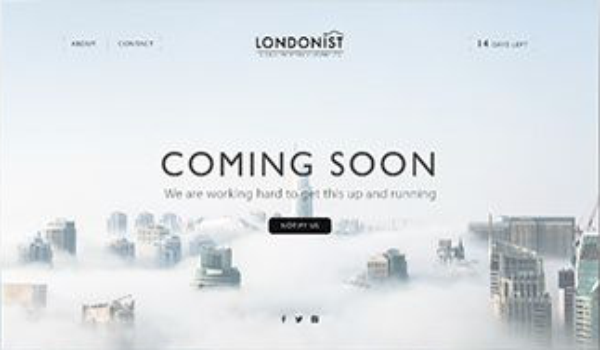 ABOUT
CONTACT
LONDONIST
14 DAYS LEFT
COMING SOON
We are working hard to get this up and running
NOTIFY US